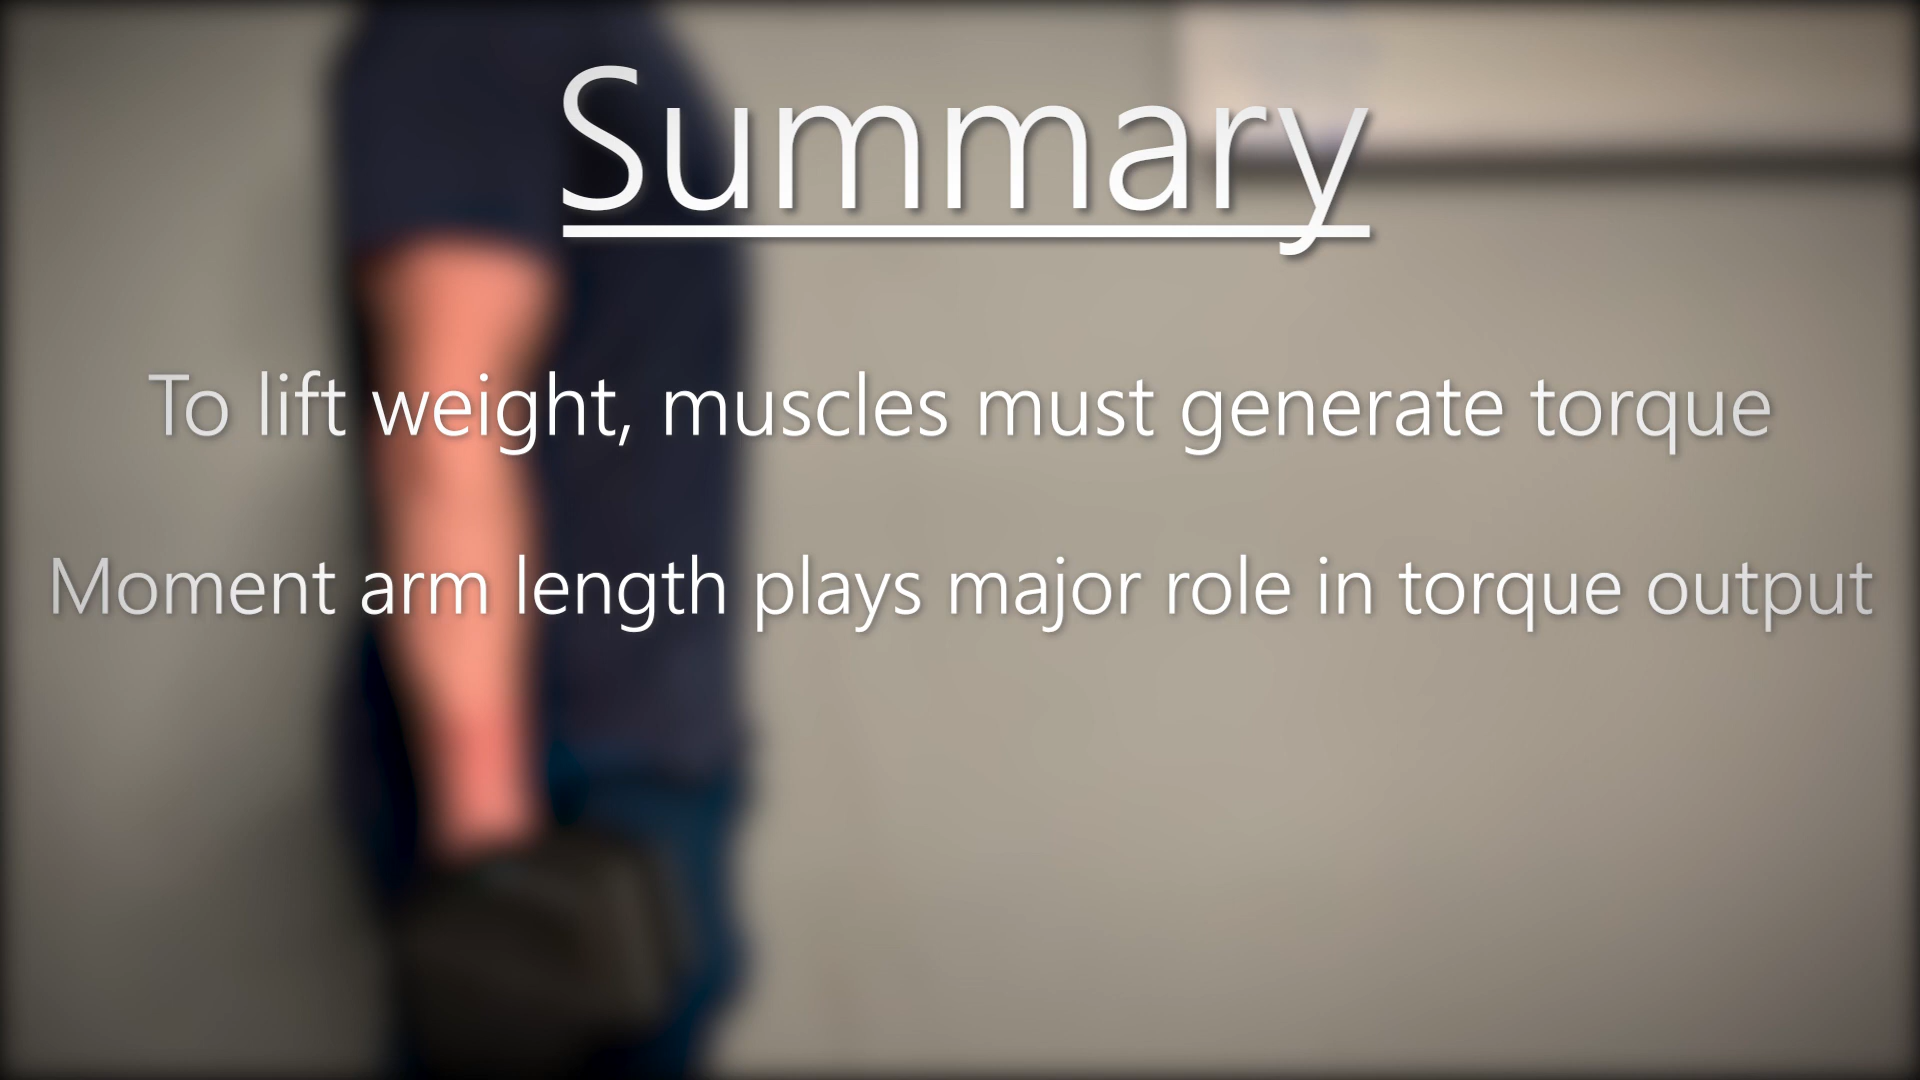 Summary
To lift weight, muscles must generate torque
Moment arm length plays major role in torque output